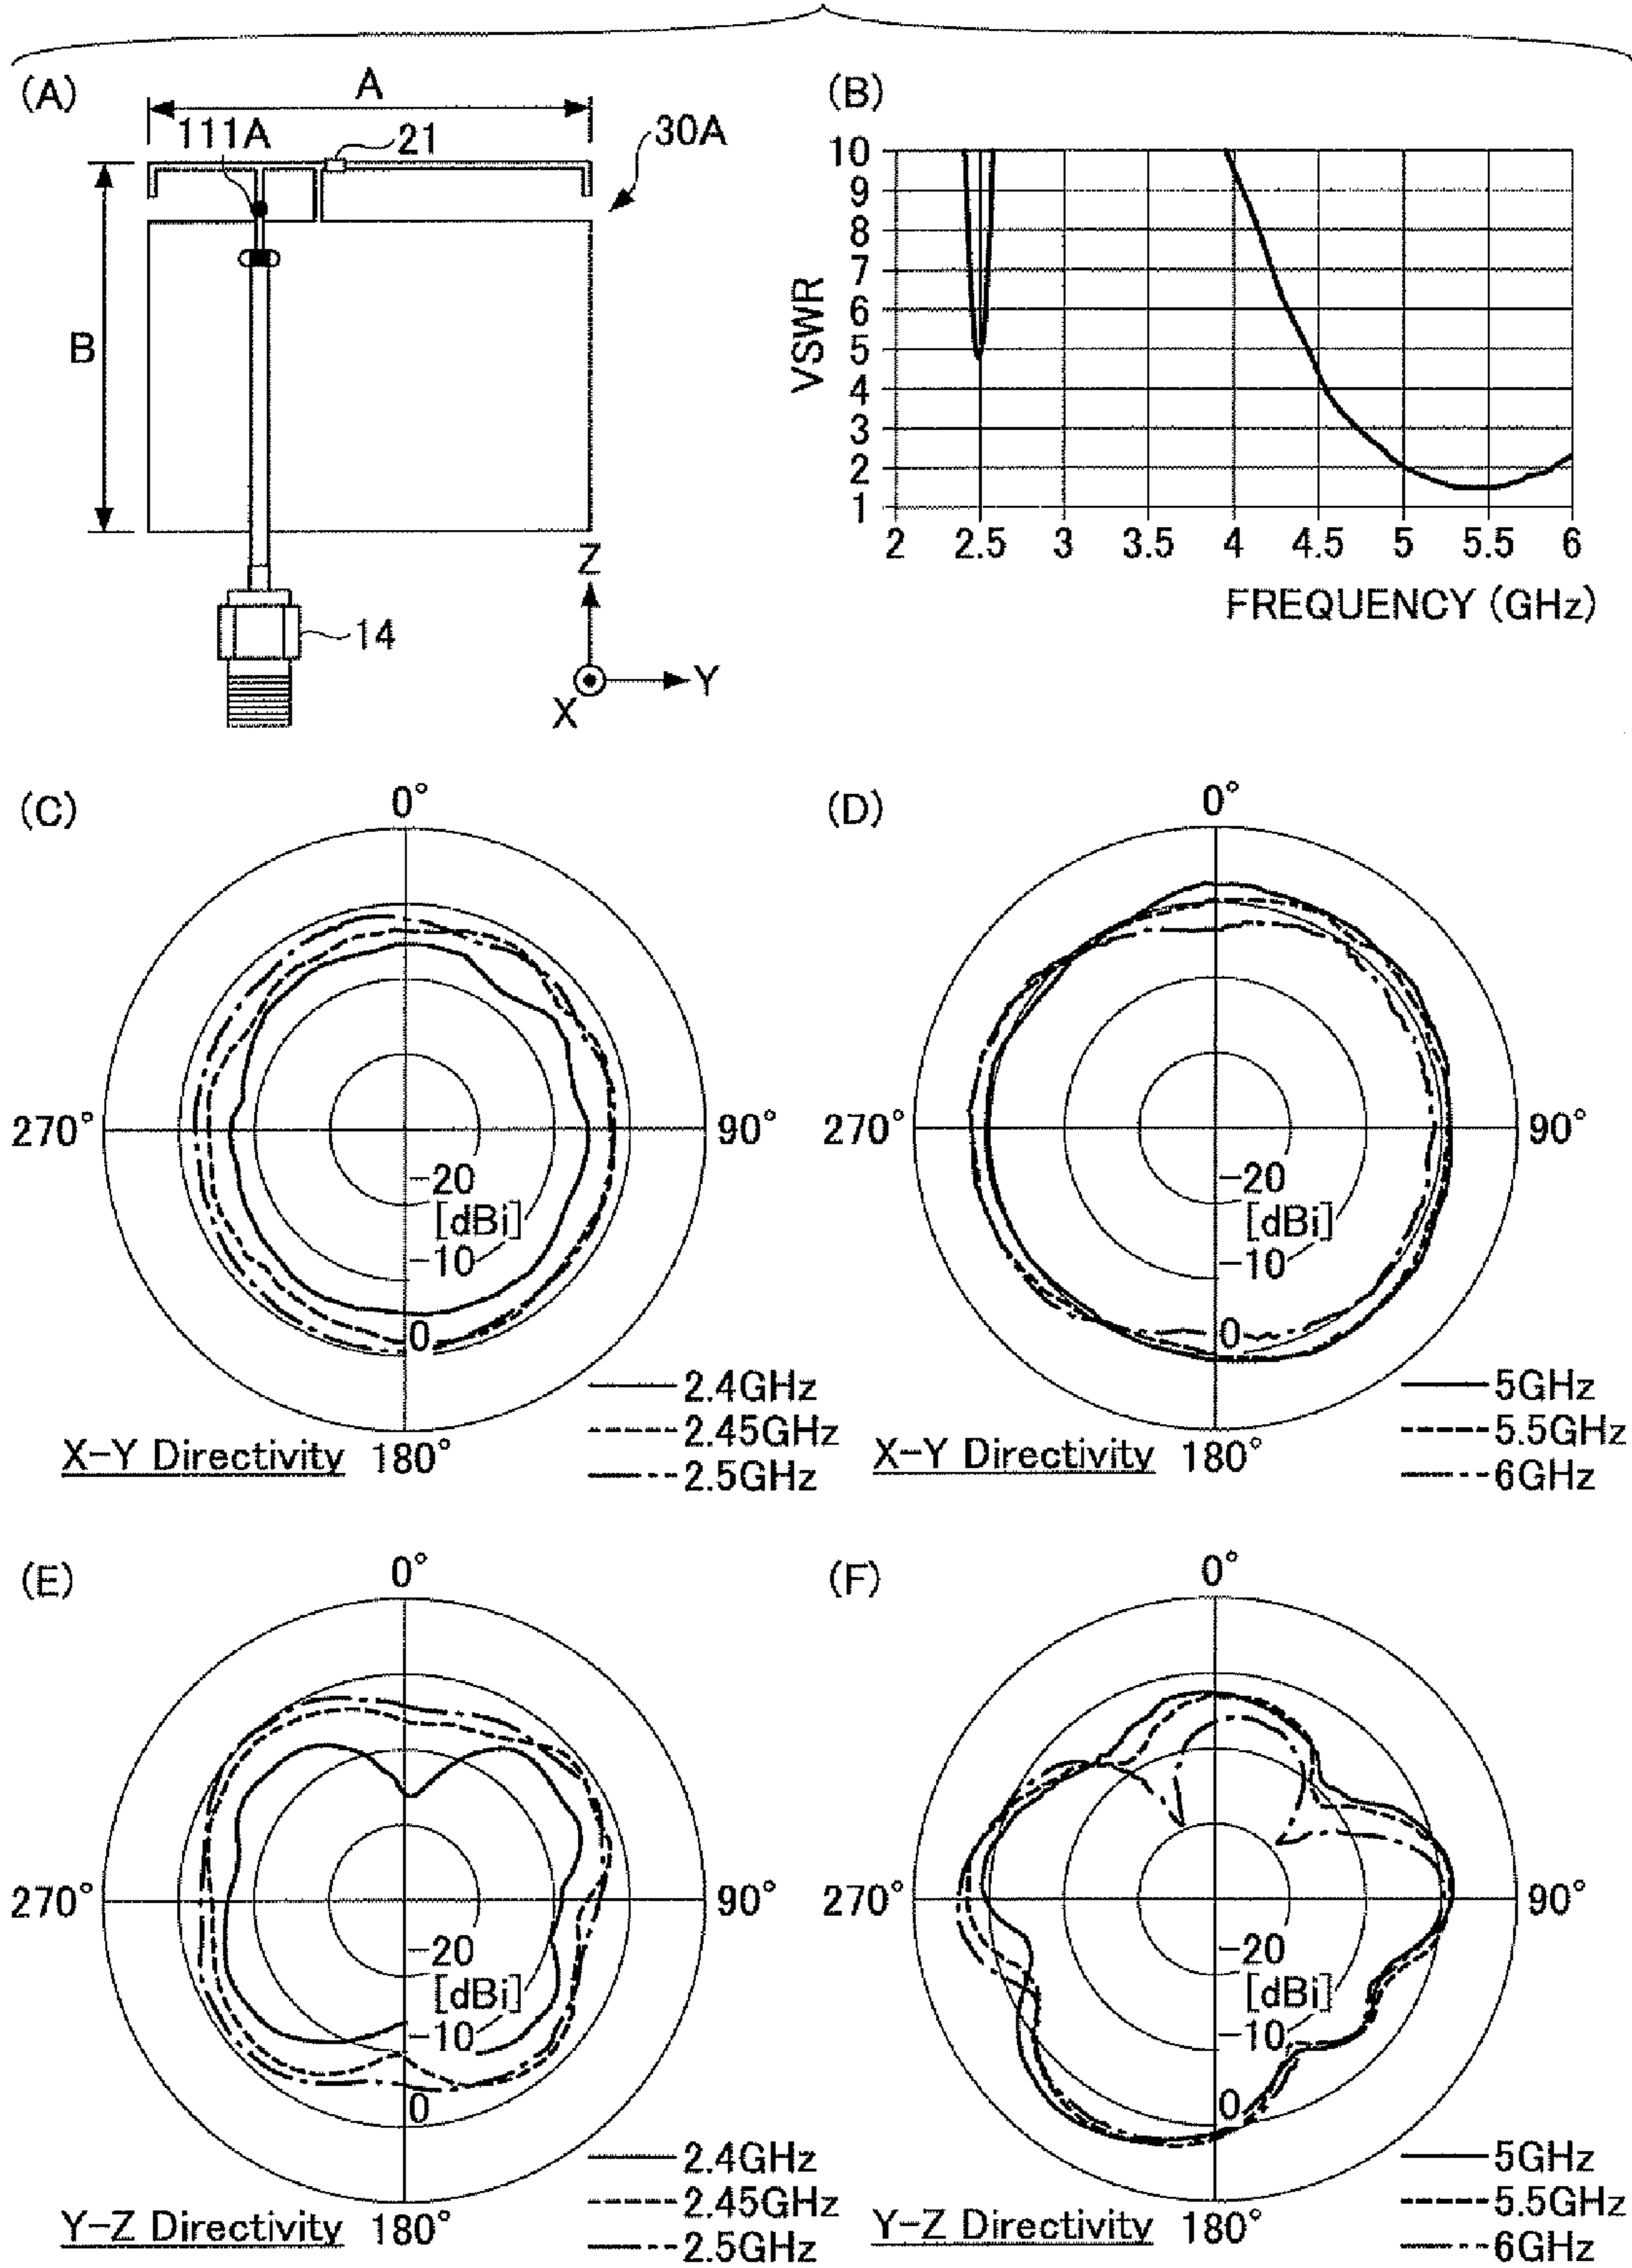 (A)
A
111A
21
30A
B
14
Z
Y
X
(B)
VSWR
10
9
8
7
6
5
4
3
2
1
2 2.5 3 3.5 4 4.5 5 5.5 6
FREQUENCY (GHz)
(C)
0°
270°
90°
-20
[dBi]
-10
0
180°
2.4GHz
2.45GHz
2.5GHz
X-Y Directivity
(D)
0°
270°
90°
-20
[dBi]
-10
0
180°
5GHz
5.5GHz
6GHz
X-Y Directivity
(E)
0°
270°
90°
-20
[dBi]
-10
0
180°
2.4GHz
2.45GHz
2.5GHz
Y-Z Directivity
(F)
0°
270°
90°
-20
[dBi]
-10
0
180°
5GHz
5.5GHz
6GHz
Y-Z Directivity